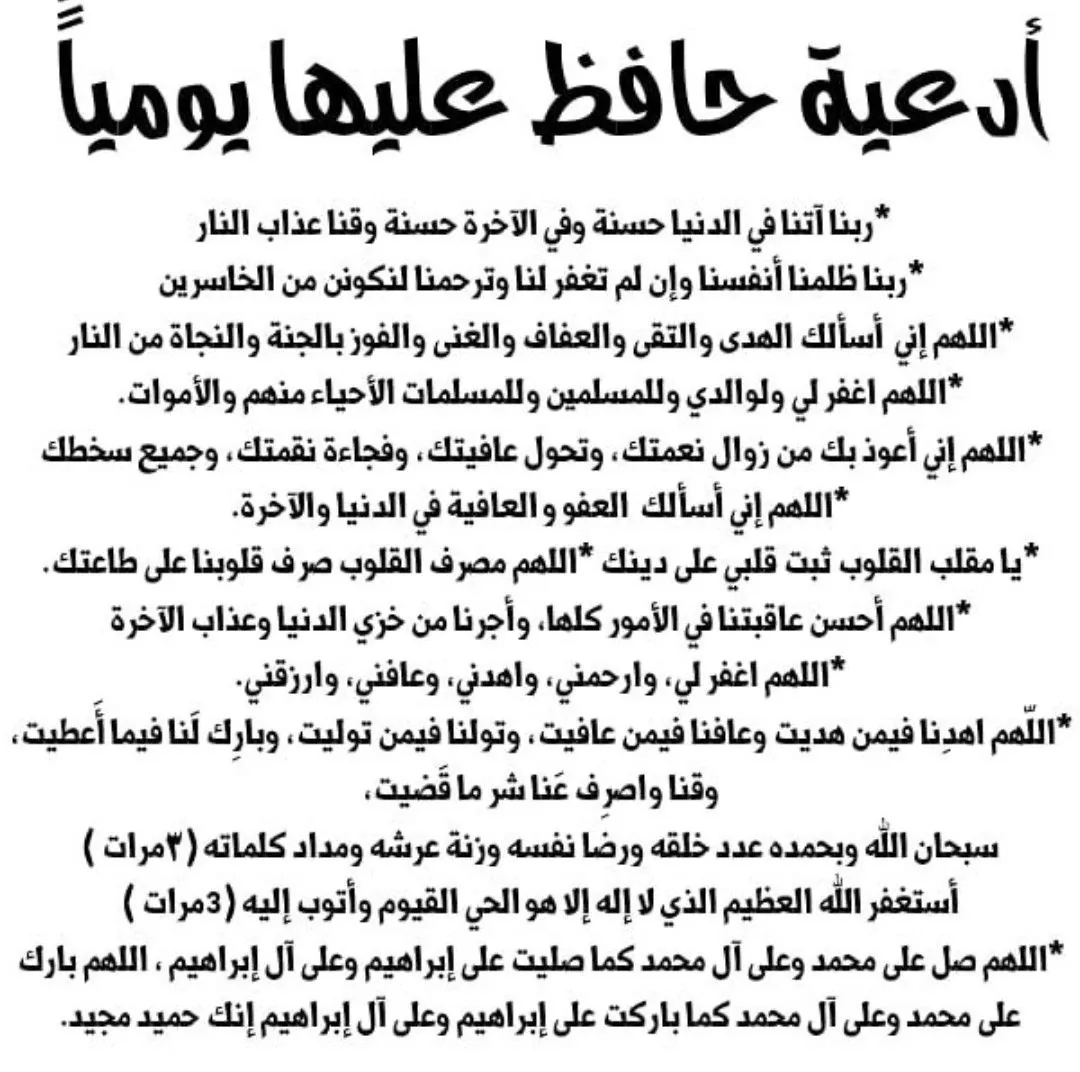 أدعية حافظ عليها يومياً
*ربنا آتنا في الدنيا حسنة وفي الآخرة حسنة وقنا عذاب النار
*ربنا ظلمنا أنفسنا وإن لم تغفر لنا وترحمنا لنكونن من الخاسرين
*اللهم إني أسألك الهدى والتقى والعفاف والغنى والفوز بالجنة والنجاة من النار
*اللهم اغفر لي ولوالدي وللمسلمين وللمسلمات الأحياء منهم والأموات.
*اللهم إني أعوذ بك من زوال نعمتك، وتحول عافيتك، وفجاءة نقمتك، وجميع سخطك
*اللهم إني أسألك العفو والعافية في الدنيا والآخرة.
*يا مقلب القلوب ثبت قلبي على دينك *اللهم مصرف القلوب صرف قلوبنا على طاعتك.
*اللهم أحسن عاقبتنا في الأمور كلها، وأجرنا من خزي الدنيا وعذاب الآخرة
*اللهم اغفر لي، وارحمني، واهدني، وعافني، وارزقني.
*اللّهم اهدِنا فيمن هديت وعافنا فيمن عافيت، وتولنا فيمن توليت، وبارِك لَنا فيما أَعطيت،
وقنا واصرِف عَنا شر ما قَضيت،
سبحان الله وبحمده عدد خلقه ورضا نفسه وزنة عرشه ومداد كلماته (٣مرات )
أستغفر الله العظيم الذي لا إله إلا هو الحي القيوم وأتوب إليه (3مرات )
*اللهم صل على محمد وعلى آل محمد كما صليت على إبراهيم وعلى آل إبراهيم ، اللهم بارك
على محمد وعلى آل محمد كما باركت على إبراهيم وعلى آل إبراهيم إنك حميد مجيد.